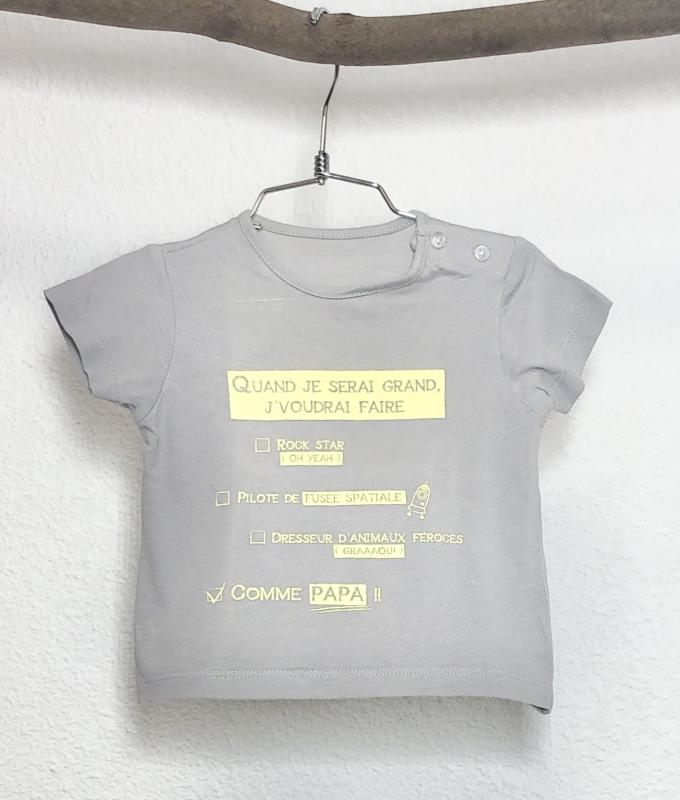 QUAND JE SERAI GRAND,
J'VOUDRAI FAIRE
ROCK STAR
( OH YEAH )
PILOTE DE FUSÉE SPATIALE
DRESSEUR D'ANIMAUX FÉROCES
( GRAAAOU! )
COMME PAPA !!